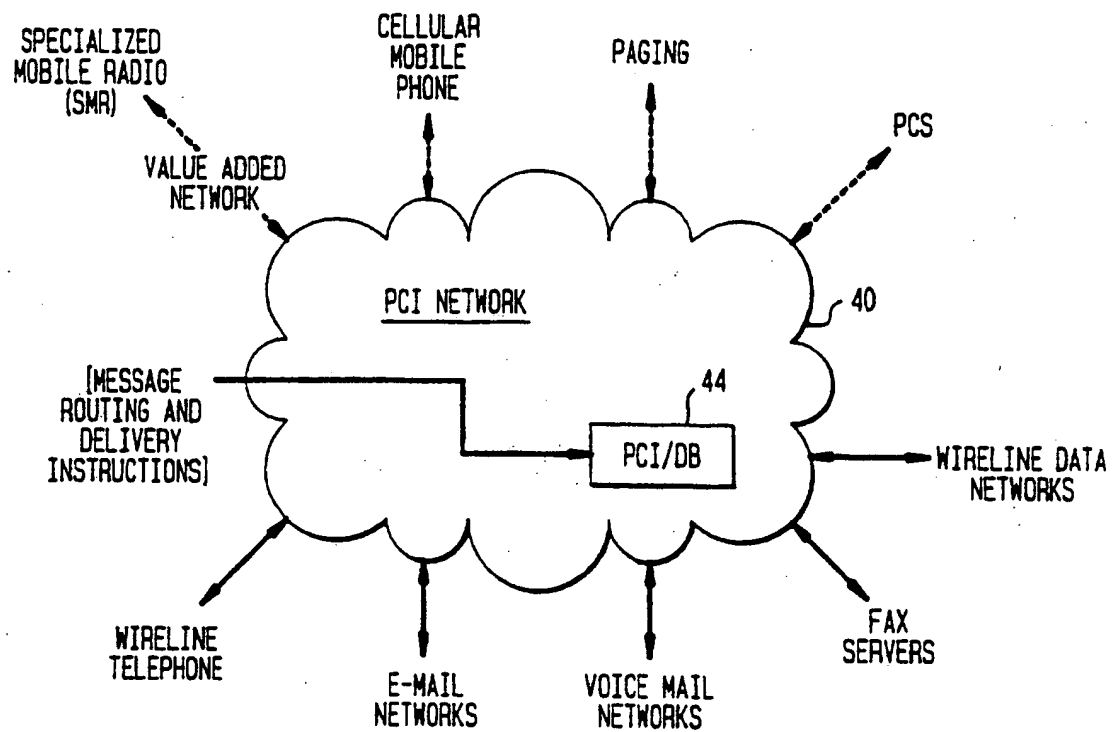 SPECIALIZED
MOBILE RADIO
(SMR)
CELLULAR
MOBILE
PHONE
PAGING
PCS
VALUE ADDED
NETWORK
PCI NETWORK
40
[MESSAGE
ROUTING AND
DELIVERY
INSTRUCTIONS]
44
PCI/DB
WIRELINE DATA
NETWORKS
WIRELINE
TELEPHONE
E-MAIL
NETWORKS
VOICE MAIL
NETWORKS
FAX
SERVERS